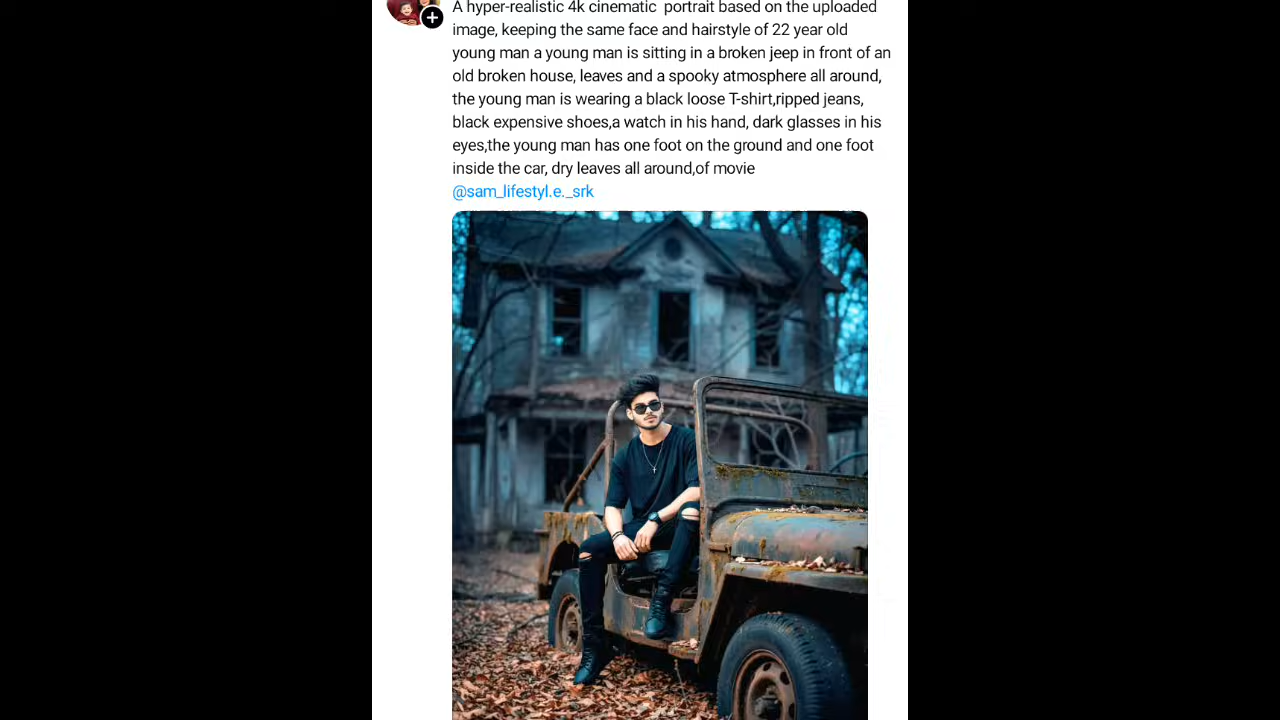 A hyper-realistic 4k cinematic  portrait based on the uploaded
image, keeping the same face and hairstyle of 22 year old
young man a young man is sitting in a broken jeep in front of an
old broken house, leaves and a spooky atmosphere all around,
the young man is wearing a black loose T-shirt,ripped jeans,
black expensive shoes,a watch in his hand, dark glasses in his
eyes,the young man has one foot on the ground and one foot
inside the car, dry leaves all around,of movie
@sam_lifestyl.e._srk